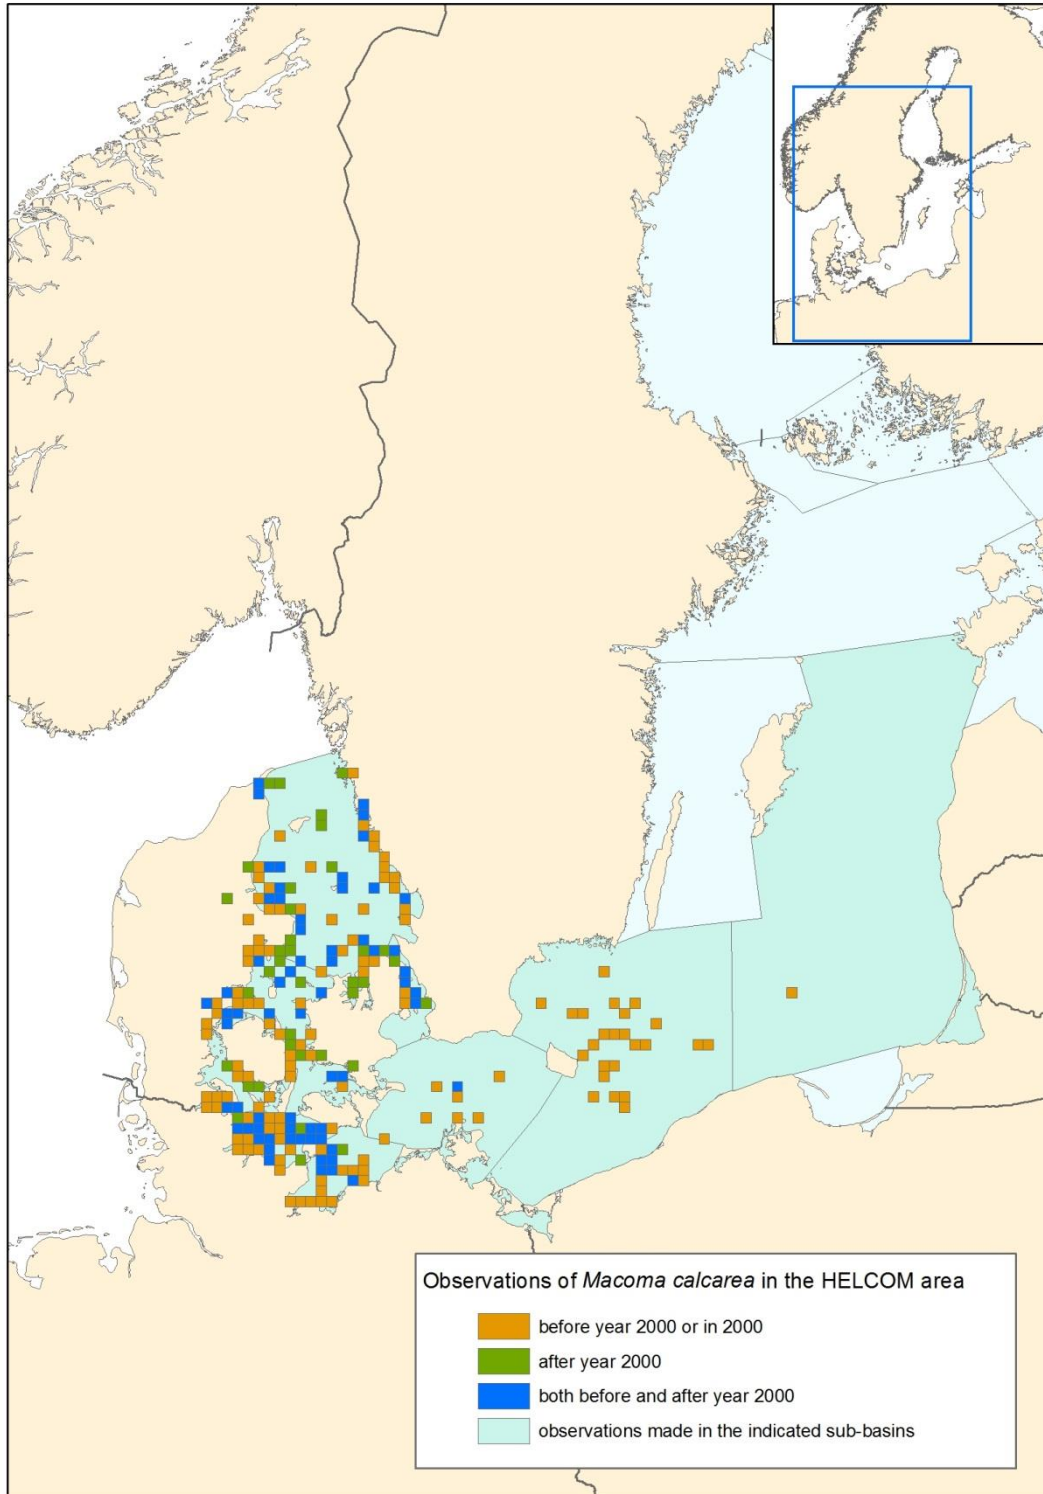 Observations of Macoma calcarea in the HELCOM area
before year 2000 or in 2000
after year 2000
both before and after year 2000
observations made in the indicated sub-basins